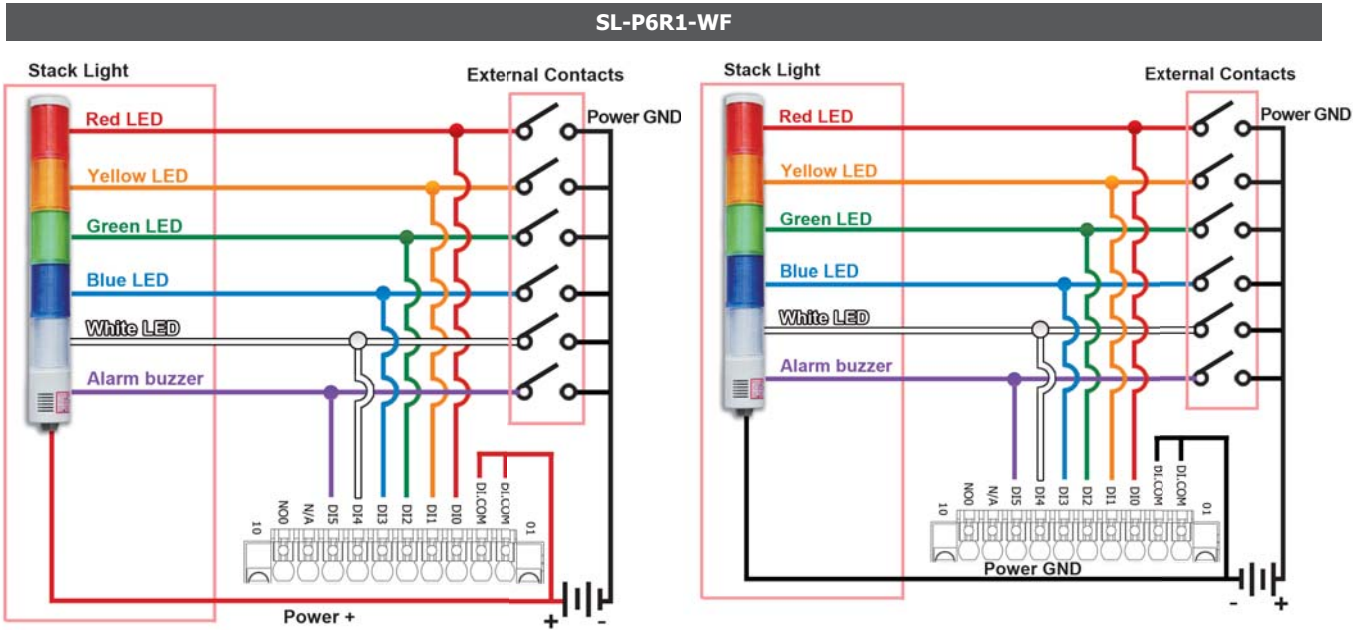 SL-P6R1-WF
Stack Light
External Contacts
Power GND
Red LED
Yellow LED
Green LED
Blue LED
White LED
Alarm buzzer
10
NO0
N/A
DI5
DI4
DI3
DI2
DI1
DI0
DI.COM
DI.COM
01
Power +
+
-
Stack Light
External Contacts
Power GND
Red LED
Yellow LED
Green LED
Blue LED
White LED
Alarm buzzer
10
NO0
N/A
DI5
DI4
DI3
DI2
DI1
DI0
DI.COM
DI.COM
01
Power GND
-
+